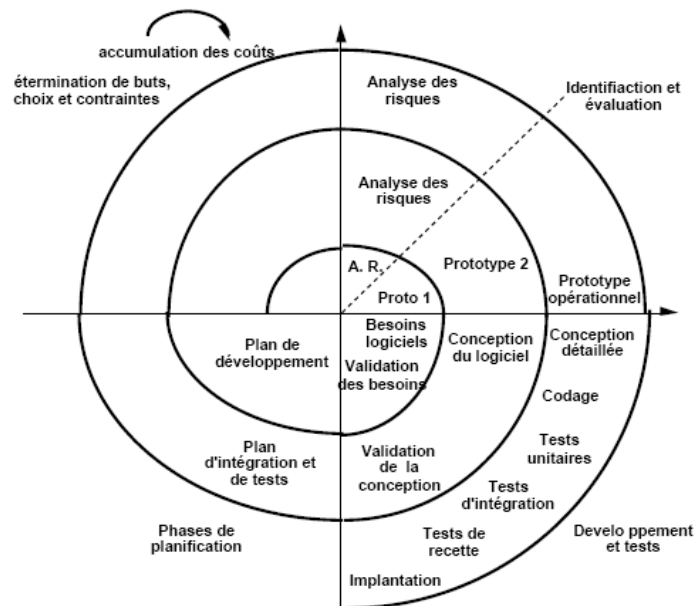 accumulation des coûts
étermination de buts,
choix et contraintes
Analyse des
risques
Identifiaction et
évaluation
Analyse des
risques
A. R.
Prototype 2
Proto 1
Prototype
opérationnel
Plan de
développement
Besoins
logiciels
Validation
des besoins
Conception
du logiciel
Conception
détaillée
Codage
Plan
d'intégration et
de tests
Validation
de la
conception
Tests
unitaires
Tests
d'intégration
Phases de
planification
Tests de
recette
Develo ppement
et tests
Implantation